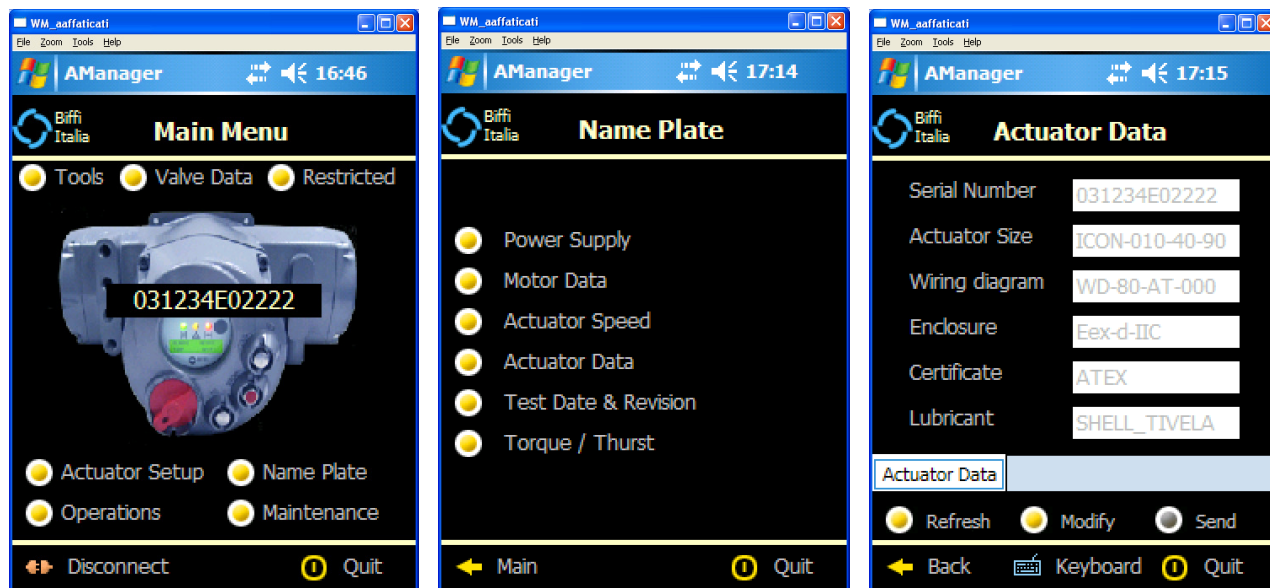 WM_aaffaticati
File Zoom Tools Help
AManager 16:46
Biffi
Italia
Main Menu
Tools Valve Data Restricted
031234E02222
Actuator Setup Name Plate
Operations Maintenance
Disconnect Quit
WM_aaffaticati
File Zoom Tools Help
AManager 17:14
Biffi
Italia
Name Plate
Power Supply
Motor Data
Actuator Speed
Actuator Data
Test Date & Revision
Torque / Thurst
Main Quit
WM_aaffaticati
File Zoom Tools Help
AManager 17:15
Biffi
Italia
Actuator Data
Serial Number 031234E02222
Actuator Size ICON-010-40-90
Wiring diagram WD-80-AT-000
Enclosure Eex-d-IIC
Certificate ATEX
Lubricant SHELL_TIVELA
Actuator Data
Refresh Modify Send
Back Keyboard Quit